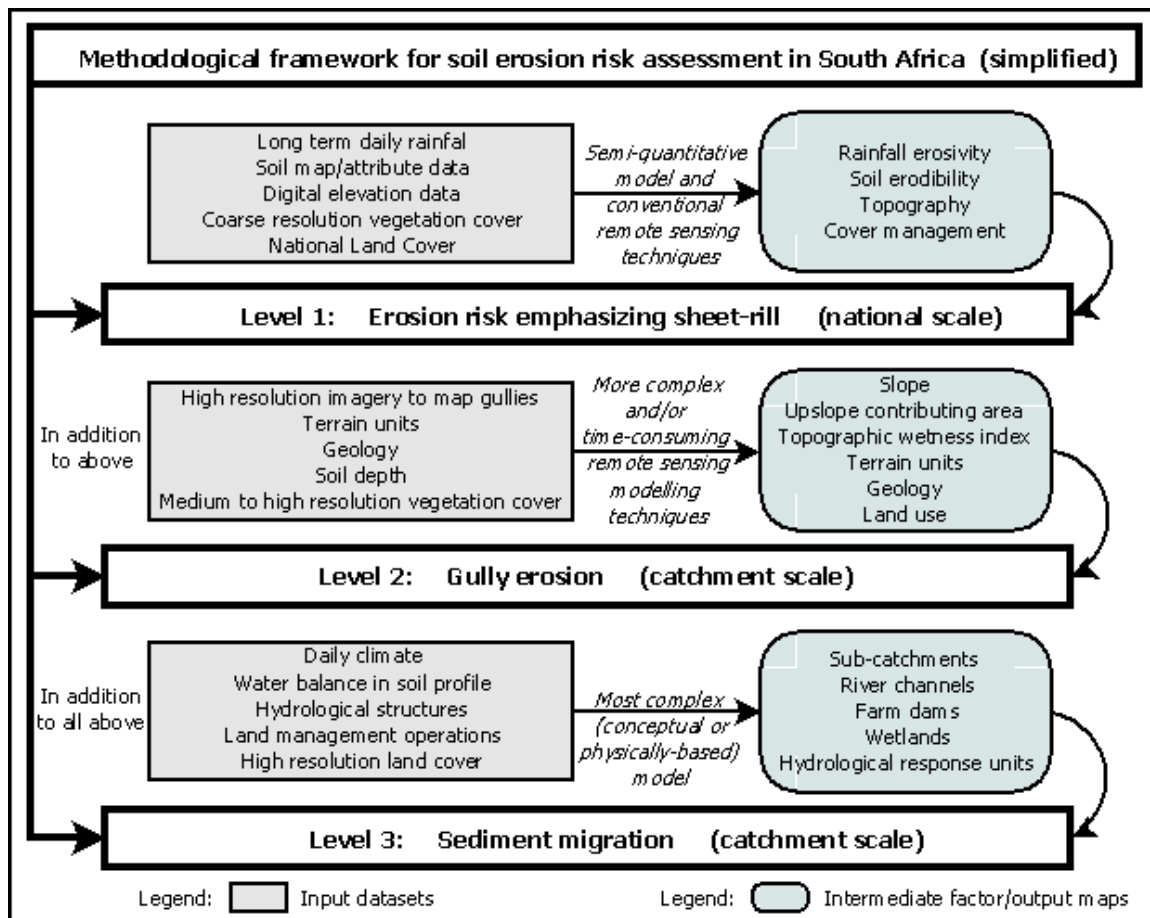 Methodological framework for soil erosion risk assessment in South Africa (simplified)
Long term daily rainfal
Soil map/attribute data
Digital elevation data
Coarse resolution vegetation cover
National Land Cover
Semi-quantitative
model and
conventional
remote sensing
techniques
Rainfall erosivity
Soil erodibility
Topography
Cover management
Level 1: Erosion risk emphasizing sheet-rill (national scale)
In addition
to above
High resolution imagery to map gullies
Terrain units
Geology
Soil depth
Medium to high resolution vegetation cover
More complex
and/or
time-consuming
remote sensing
modelling
techniques
Slope
Upslope contributing area
Topographic wetness index
Terrain units
Geology
Land use
Level 2: Gully erosion (catchment scale)
In addition
to all above
Daily climate
Water balance in soil profile
Hydrological structures
Land management operations
High resolution land cover
Most complex
(conceptual or
physically-based)
model
Sub-catchments
River channels
Farm dams
Wetlands
Hydrological response units
Level 3: Sediment migration (catchment scale)
Legend: Input datasets
Legend: Intermediate factor/output maps